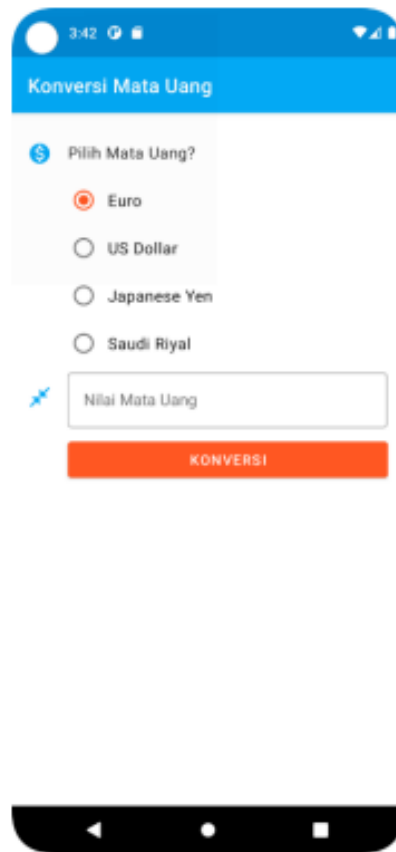 3:42
Konversi Mata Uang
Pilih Mata Uang?
Euro
US Dollar
Japanese Yen
Saudi Riyal
Nilai Mata Uang
KONVERSI